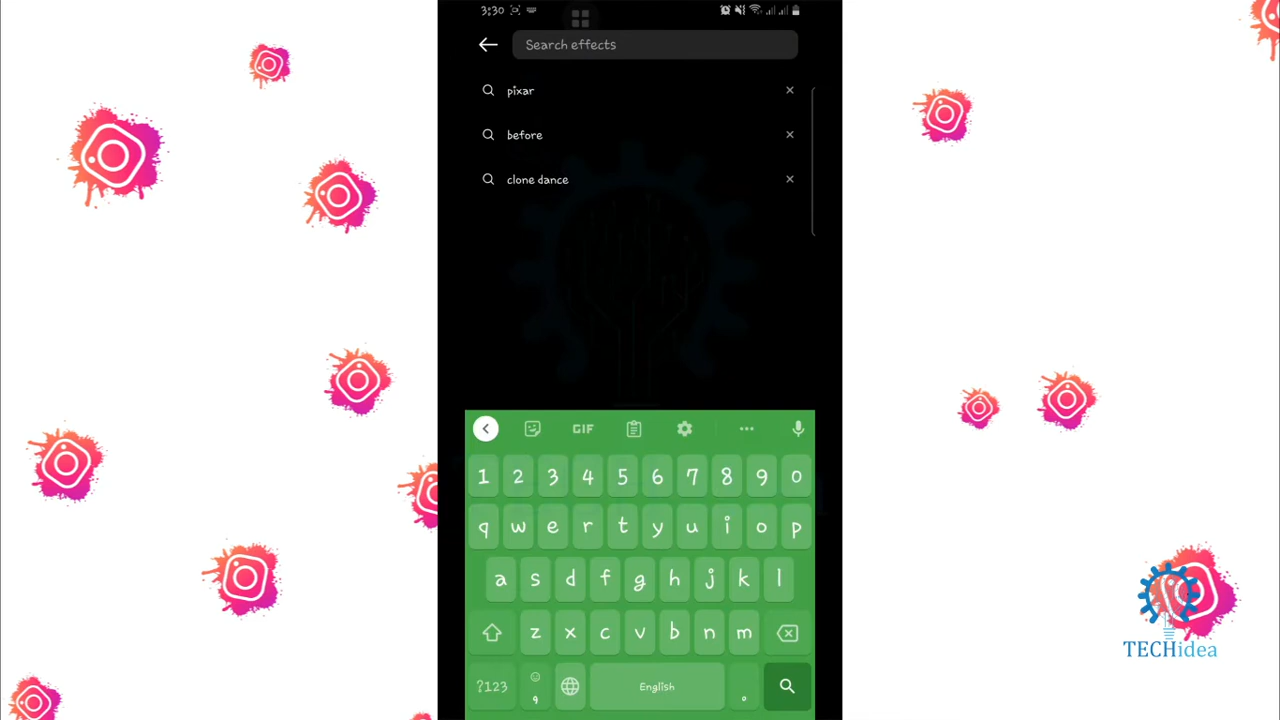 3:30
Search effects
pixar
before
clone dance
GIF
1 2 3 4 5 6 7 8 9 0
q w e r t y u i o p
a s d f g h j k l
z x c v b n m
?123 , English .
TECHidea